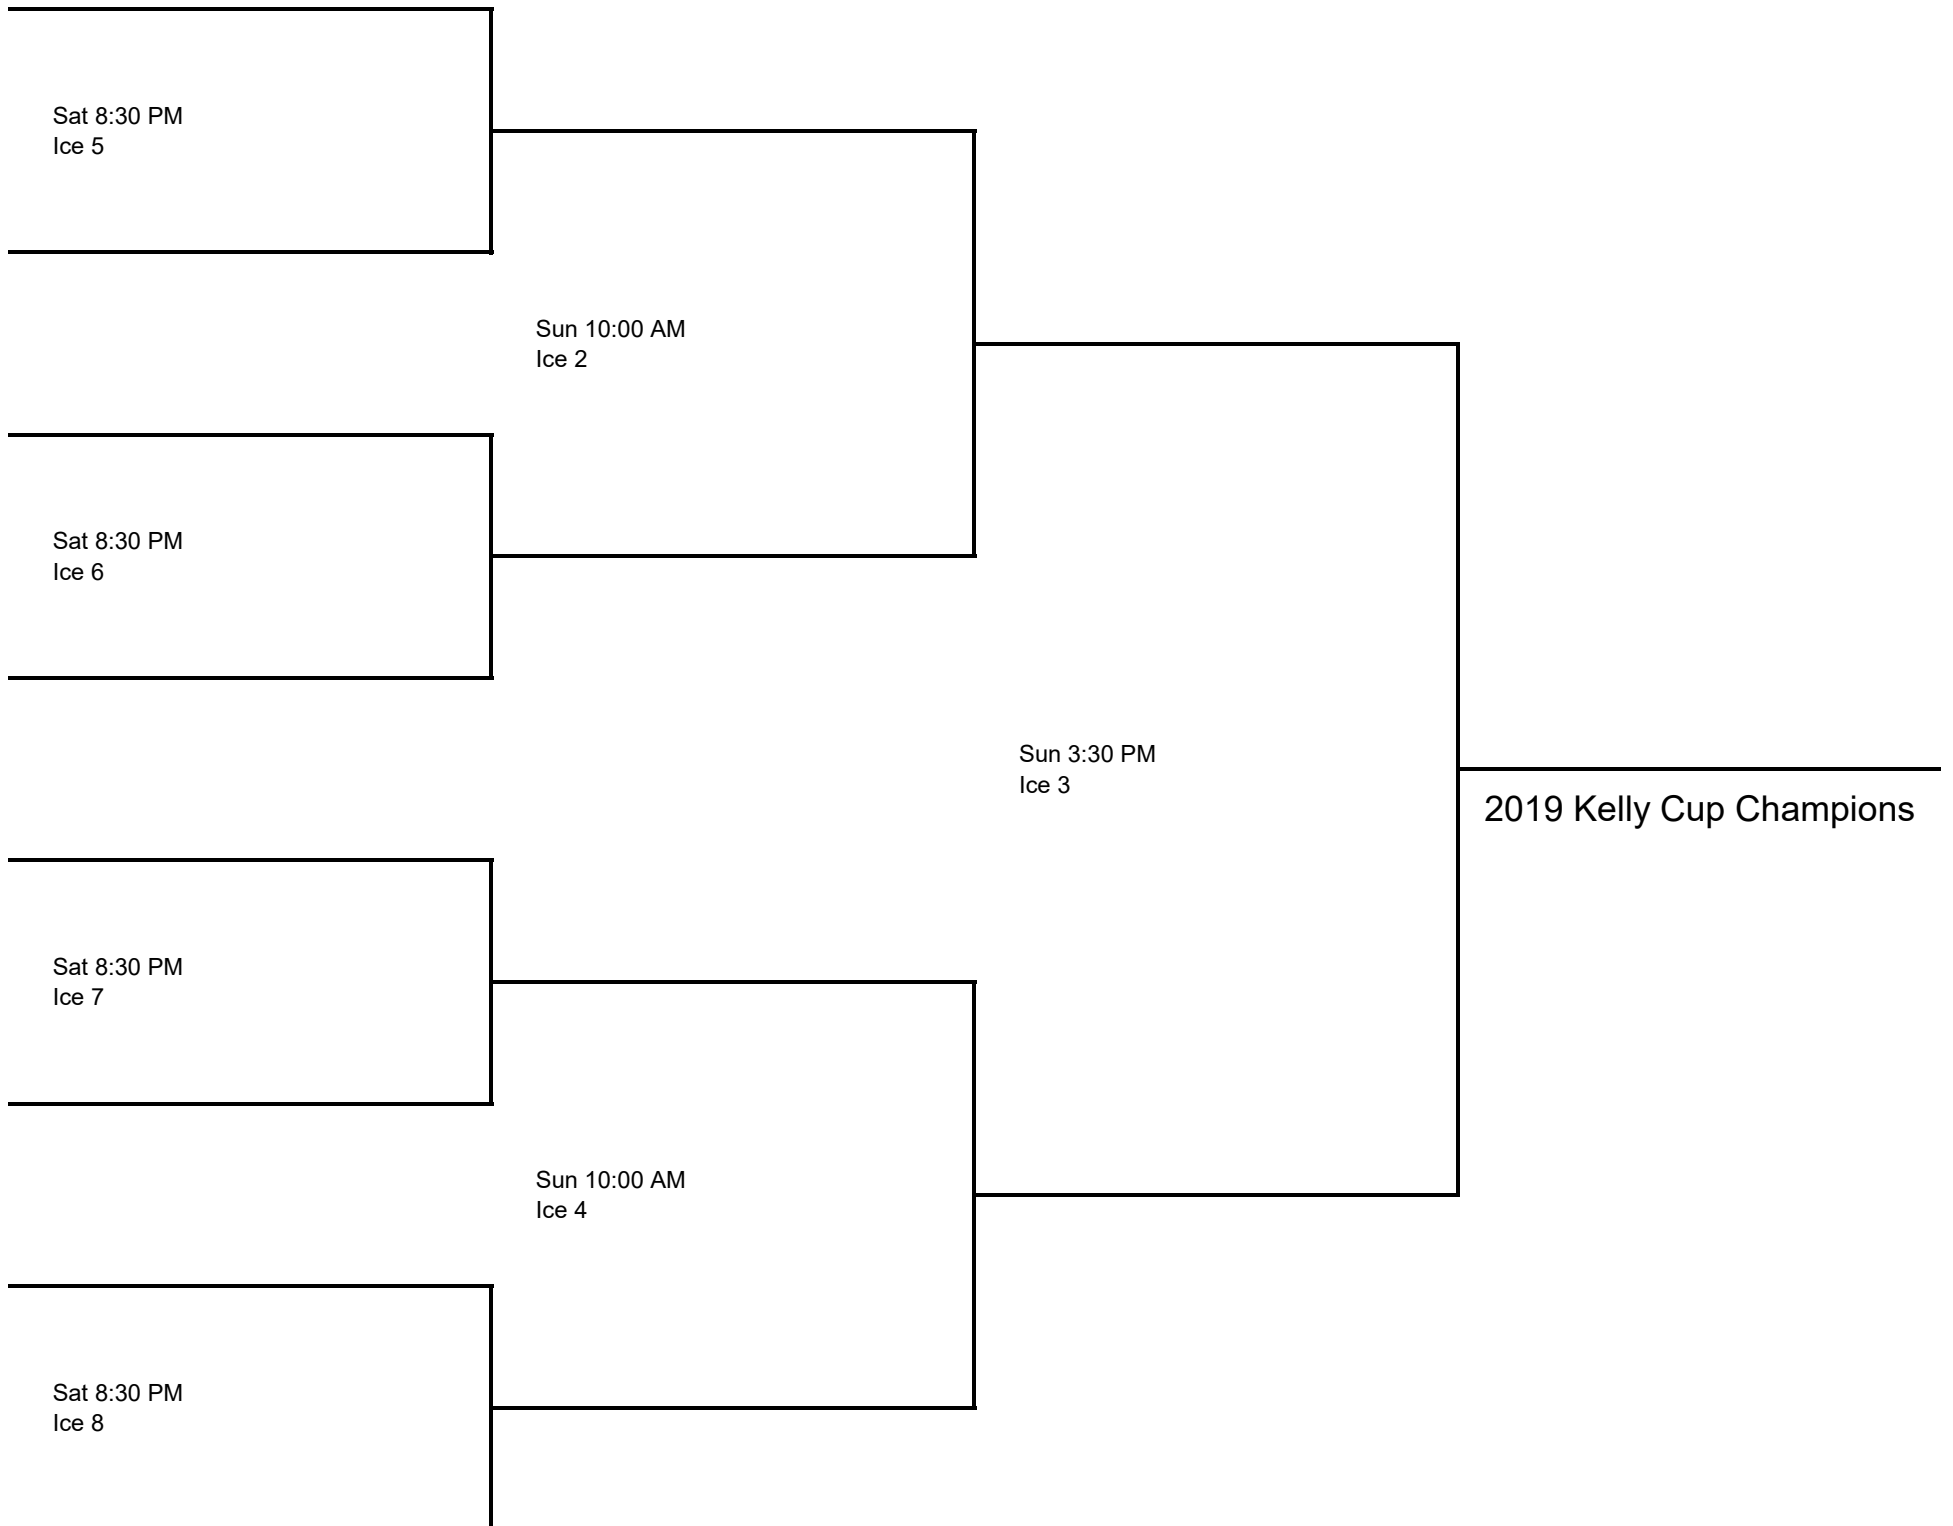 Sat 8:30 PM
Ice 5
Sun 10:00 AM
Ice 2
Sat 8:30 PM
Ice 6
Sun 3:30 PM
Ice 3
2019 Kelly Cup Champions
Sat 8:30 PM
Ice 7
Sun 10:00 AM
Ice 4
Sat 8:30 PM
Ice 8